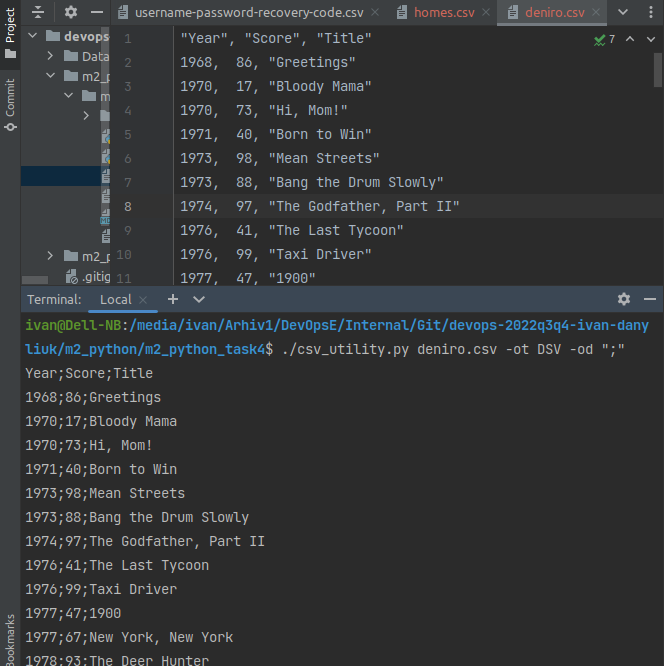 Project
Commit
Bookmarks
username-password-recovery-code.csv
homes.csv
deniro.csv
devops-
Data
m2_p
m
m2_p
.gitig
7
1 "Year", "Score", "Title"
2 1968,  86, "Greetings"
3 1970,  17, "Bloody Mama"
4 1970,  73, "Hi, Mom!"
5 1971,  40, "Born to Win"
6 1973,  98, "Mean Streets"
7 1973,  88, "Bang the Drum Slowly"
8 1974,  97, "The Godfather, Part II"
9 1976,  41, "The Last Tycoon"
10 1976,  99, "Taxi Driver"
11 1977,  47, "1900"
Terminal: Local
ivan@Dell-NB:/media/ivan/Arhiv1/DevOpsE/Internal/Git/devops-2022q3q4-ivan-dany
liuk/m2_python/m2_python_task4$ ./csv_utility.py deniro.csv -ot DSV -od ";"
Year;Score;Title
1968;86;Greetings
1970;17;Bloody Mama
1970;73;Hi, Mom!
1971;40;Born to Win
1973;98;Mean Streets
1973;88;Bang the Drum Slowly
1974;97;The Godfather, Part II
1976;41;The Last Tycoon
1976;99;Taxi Driver
1977;47;1900
1977;67;New York, New York
1978;93;The Deer Hunter